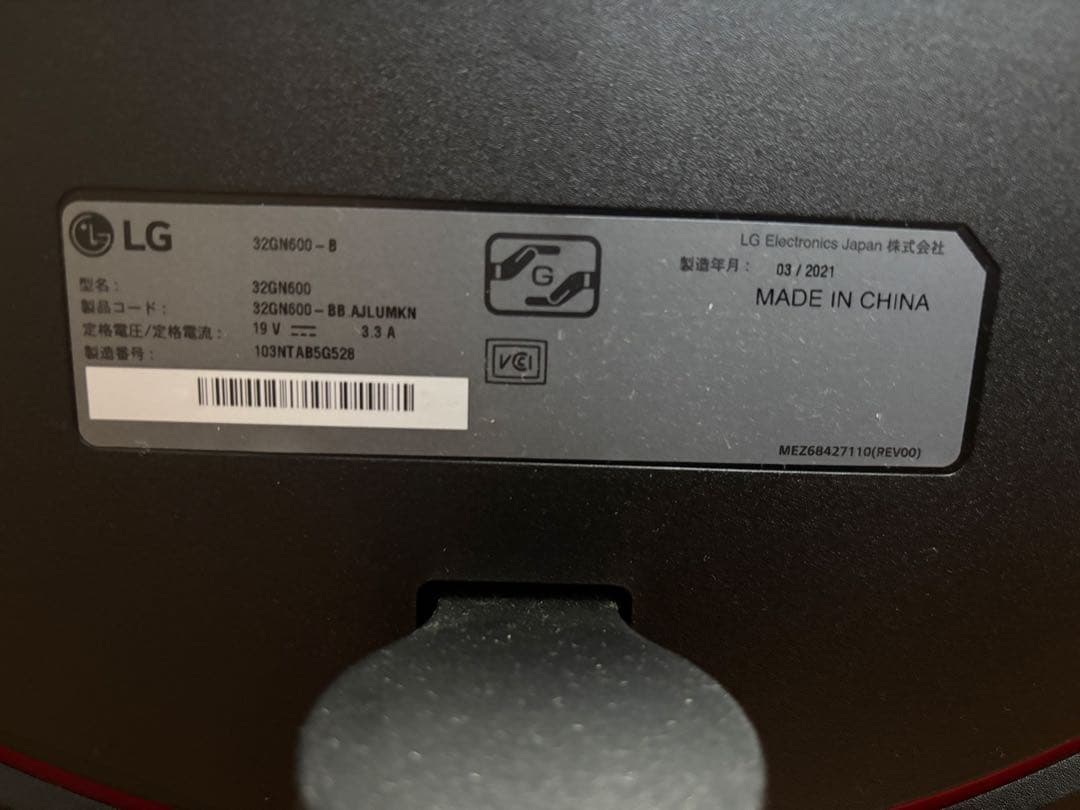 LG
32GN600-B
型名: 32GN600
製品コード: 32GN600-BB.AJLUMKN
定格電圧/定格電流: 19 V ⎓ 3.3 A
製造番号: 103NTAB5G528
G
VCCI
LG Electronics Japan 株式会社
製造年月: 03/2021
MADE IN CHINA
MEZ68427110(REV00)